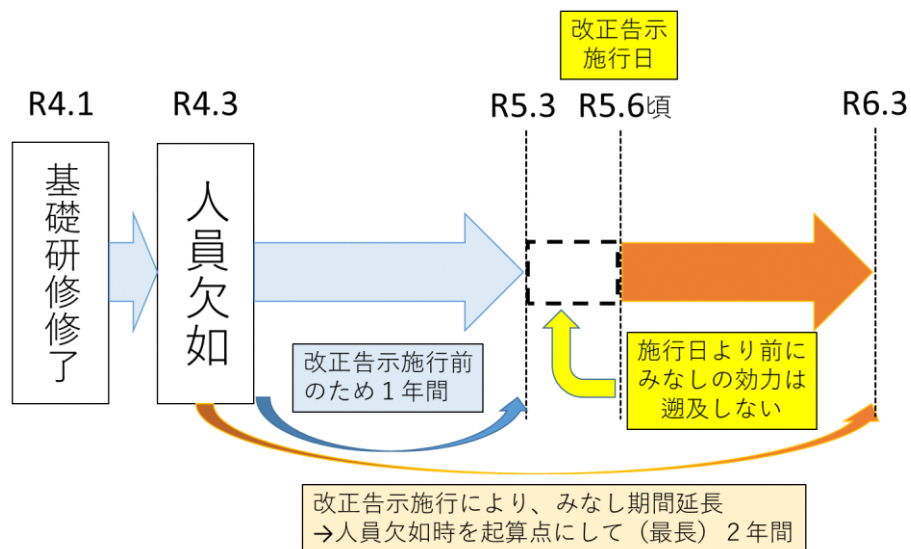 改正告示
施行日
R4.1
R4.3
R5.3
R5.6頃
R6.3
基礎研修修了
人員欠如
改正告示施行前
のため１年間
施行日より前に
みなしの効力は
遡及しない
改正告示施行により、みなし期間延長
→人員欠如時を起算点にして（最長）２年間